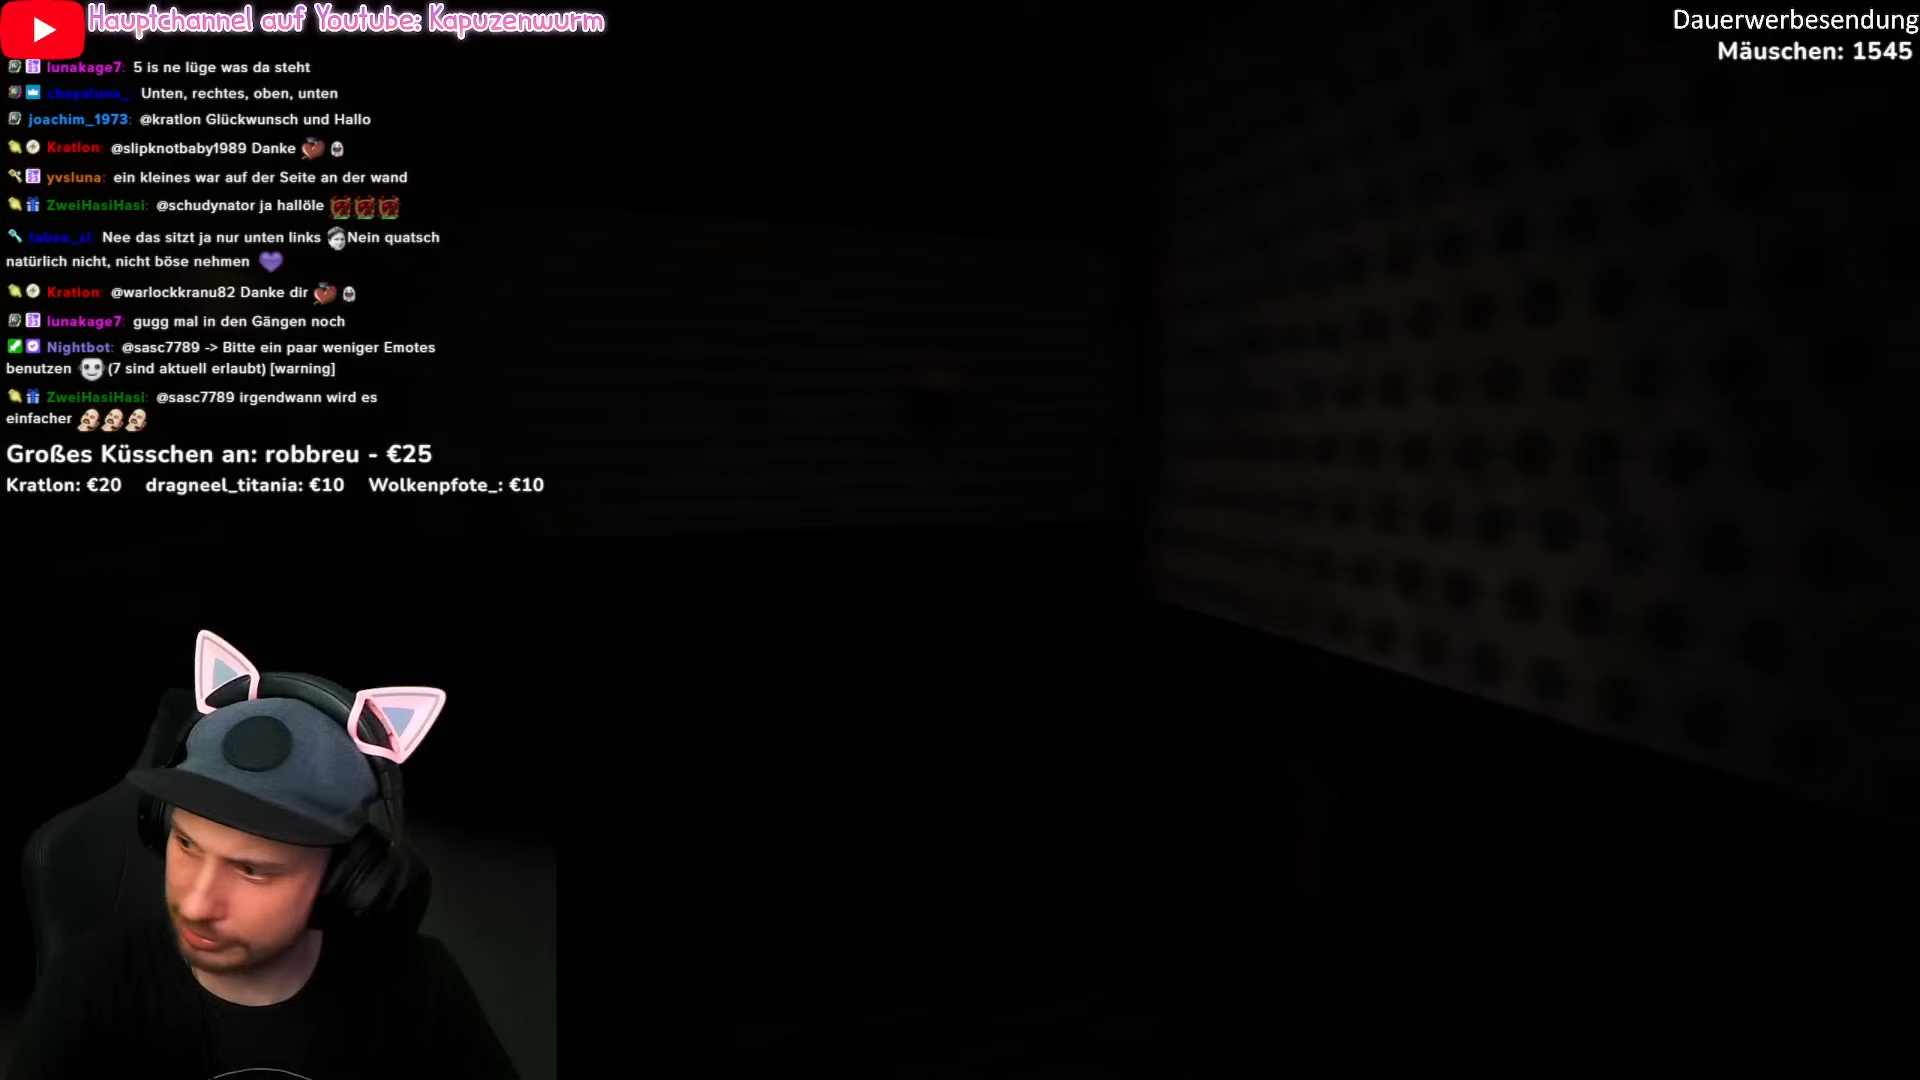 Hauptchannel auf Youtube: Kapuzenwurm
Dauerwerbesendung
Mäuschen: 1545
lunakage7: 5 is ne lüge was da steht
chayaluna_: Unten, rechtes, oben, unten
joachim_1973: @kratlon Glückwunsch und Hallo
Kratlon: @slipknotbaby1989 Danke
yvsluna: ein kleines war auf der Seite an der wand
ZweiHasiHasi: @schudynator ja hallöle
Nee das sitzt ja nur unten links Nein quatsch
natürlich nicht, nicht böse nehmen
Kratlon: @warlockkranu82 Danke dir
lunakage7: gugg mal in den Gängen noch
Nightbot: @sasc7789 -> Bitte ein paar weniger Emotes
benutzen (7 sind aktuell erlaubt) [warning]
ZweiHasiHasi: @sasc7789 irgendwann wird es
einfacher
Großes Küsschen an: robbreu - €25
Kratlon: €20 dragneel_titania: €10 Wolkenpfote_: €10